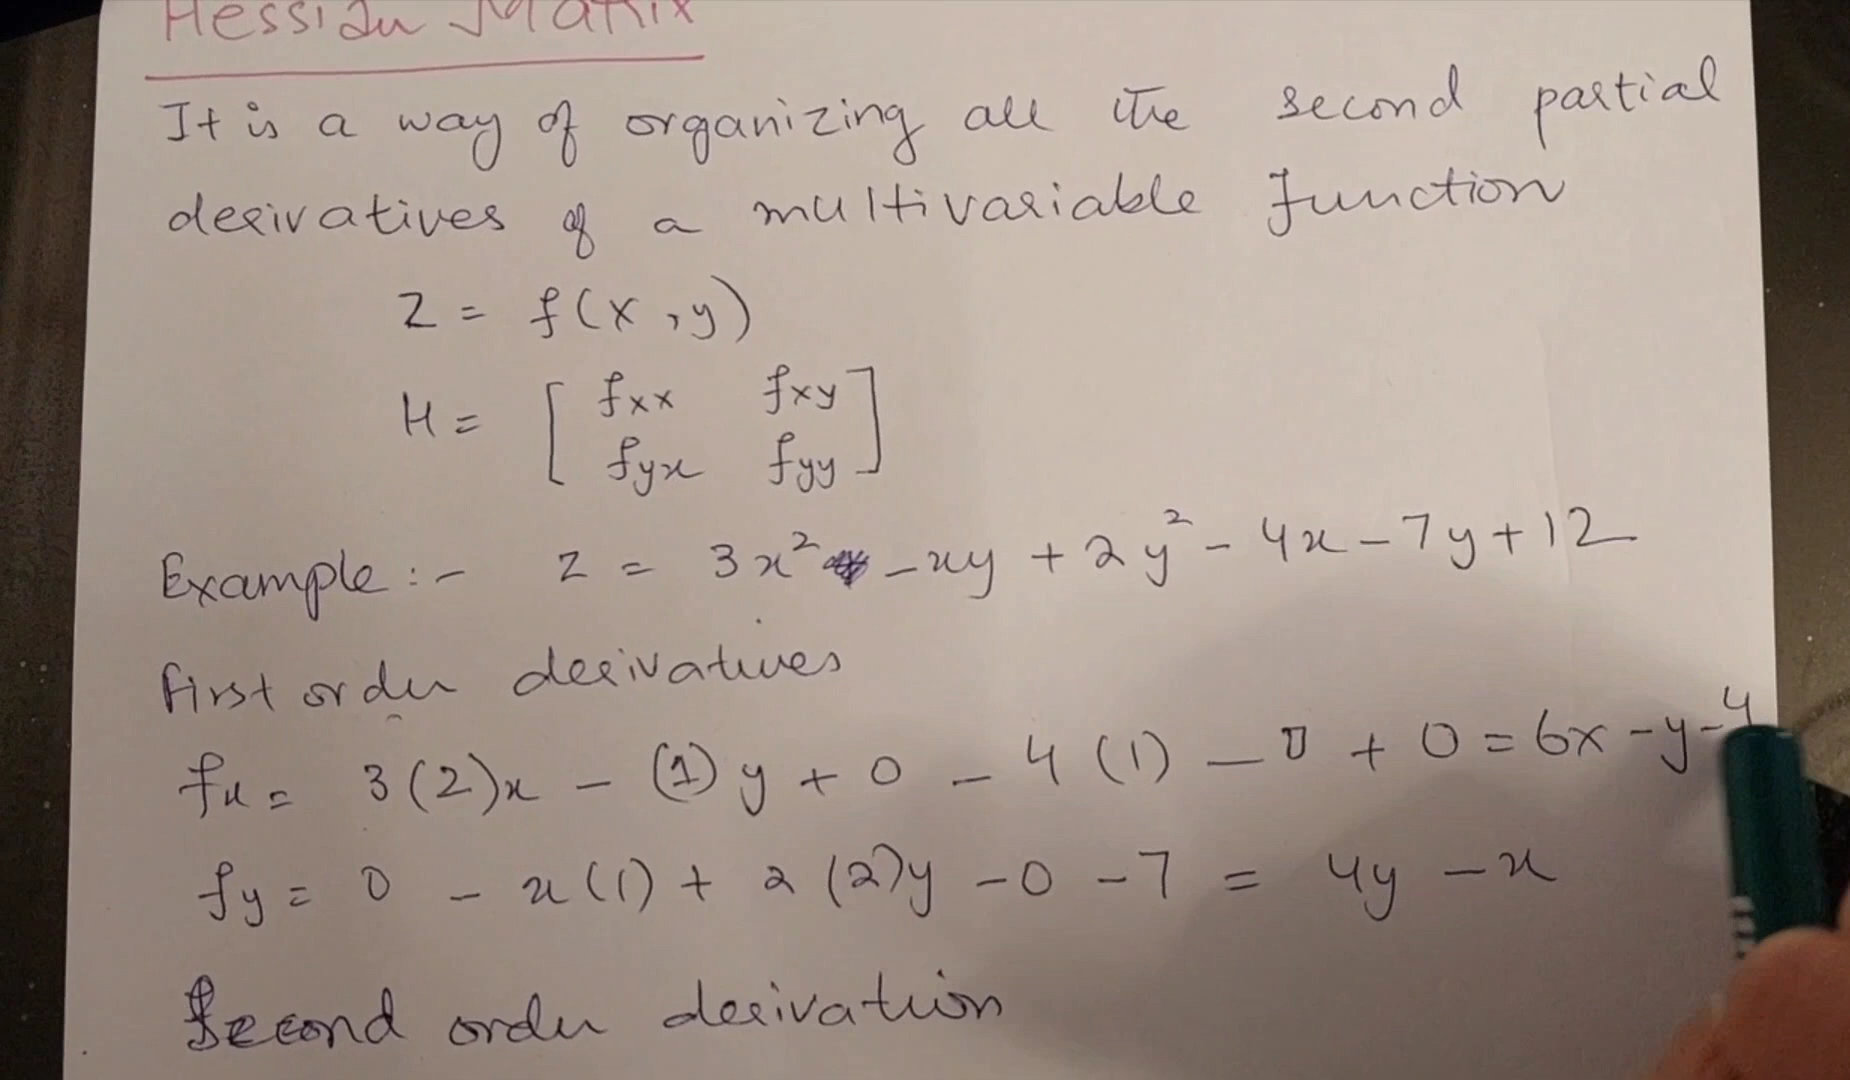 Hessian Matrix
It is a way of organizing all the second partial
derivatives of a multivariable function
Z = f(x,y)
H = [ fxx fxy
fyx fyy ]
Example :- z = 3x² - xy + 2y² - 4x - 7y + 12
first order derivatives
fx = 3(2)x - (1)y + 0 - 4(1) - 0 + 0 = 6x - y - 4
fy = 0 - x(1) + 2(2)y - 0 - 7 = 4y - x
Second order derivation